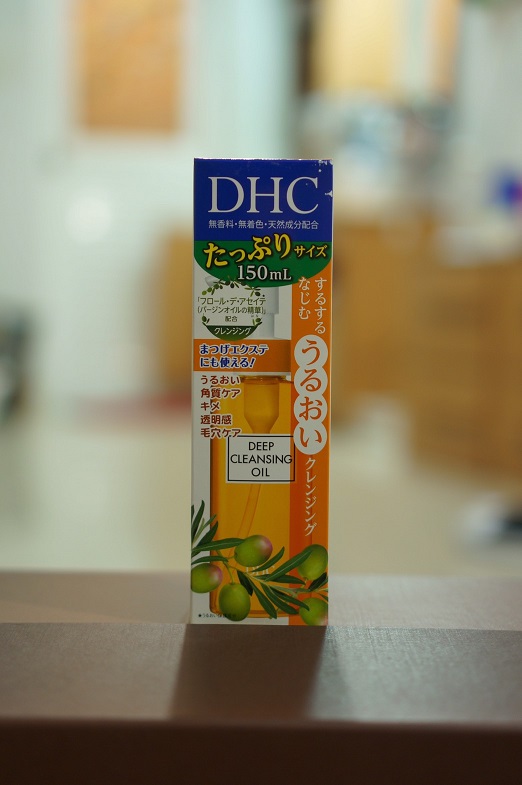 DHC
無香料・無着色・天然成分配合
たっぷりサイズ
150mL
「フロール・デ・アセイテ
(バージンオイルの精華)」
配合
クレンジング
まつげエクステ
にも使える!
うるおい
角質ケア
キメ
透明感
毛穴ケア
DEEP
CLEANSING
OIL
DHC
するする
なじむ
うるおい
クレンジング